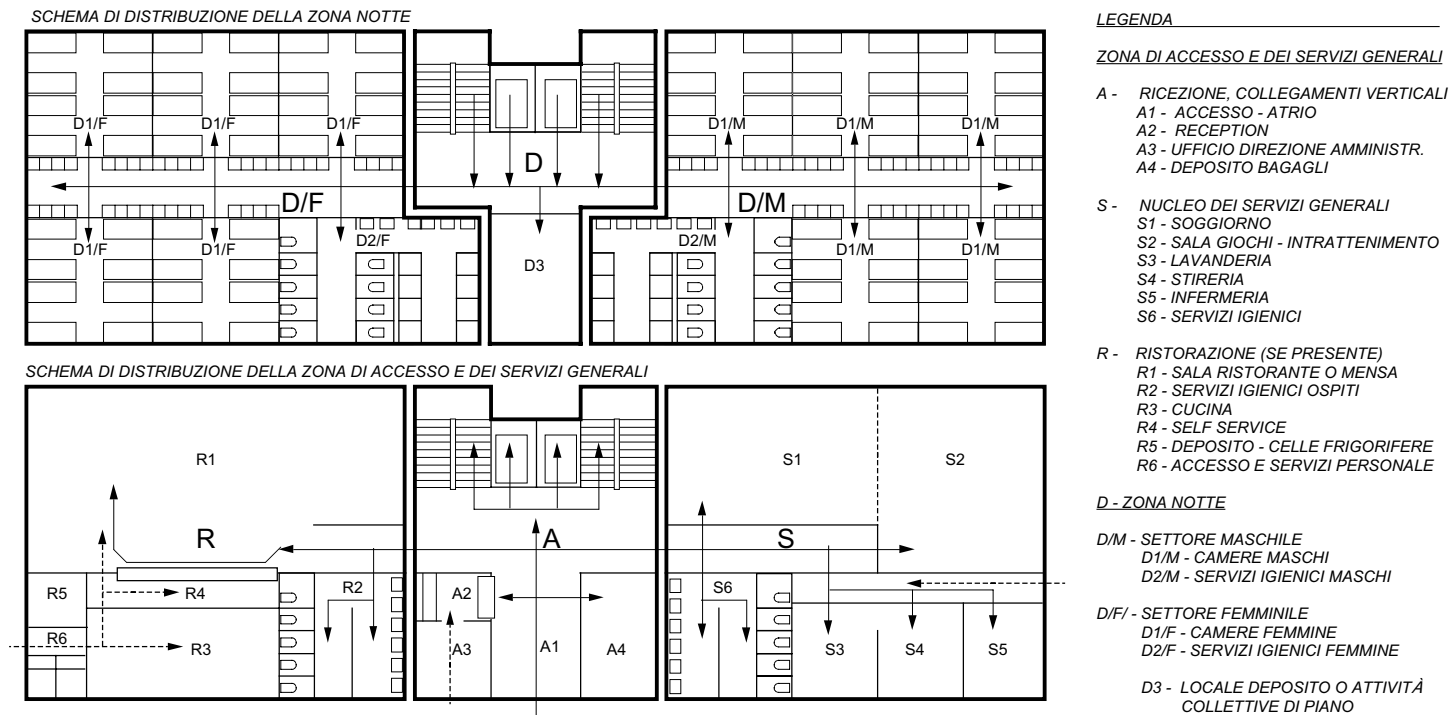 SCHEMA DI DISTRIBUZIONE DELLA ZONA NOTTE
D1/F D1/F D1/F
D1/M D1/M D1/M
D
D/F
D/M
D1/F D1/F D2/F
D3
D2/M D1/M D1/M
SCHEMA DI DISTRIBUZIONE DELLA ZONA DI ACCESSO E DEI SERVIZI GENERALI
R1
S1
S2
R
A
S
R5
R4
R2
A2
S6
R6
R3
A3
A1
A4
S3
S4
S5
LEGENDA
ZONA DI ACCESSO E DEI SERVIZI GENERALI
A - RICEZIONE, COLLEGAMENTI VERTICALI
A1 - ACCESSO - ATRIO
A2 - RECEPTION
A3 - UFFICIO DIREZIONE AMMINISTR.
A4 - DEPOSITO BAGAGLI
S - NUCLEO DEI SERVIZI GENERALI
S1 - SOGGIORNO
S2 - SALA GIOCHI - INTRATTENIMENTO
S3 - LAVANDERIA
S4 - STIRERIA
S5 - INFERMERIA
S6 - SERVIZI IGIENICI
R - RISTORAZIONE (SE PRESENTE)
R1 - SALA RISTORANTE O MENSA
R2 - SERVIZI IGIENICI OSPITI
R3 - CUCINA
R4 - SELF SERVICE
R5 - DEPOSITO - CELLE FRIGORIFERE
R6 - ACCESSO E SERVIZI PERSONALE
D - ZONA NOTTE
D/M - SETTORE MASCHILE
D1/M - CAMERE MASCHI
D2/M - SERVIZI IGIENICI MASCHI
D/F/ - SETTORE FEMMINILE
D1/F - CAMERE FEMMINE
D2/F - SERVIZI IGIENICI FEMMINE
D3 - LOCALE DEPOSITO O ATTIVITÀ
COLLETTIVE DI PIANO